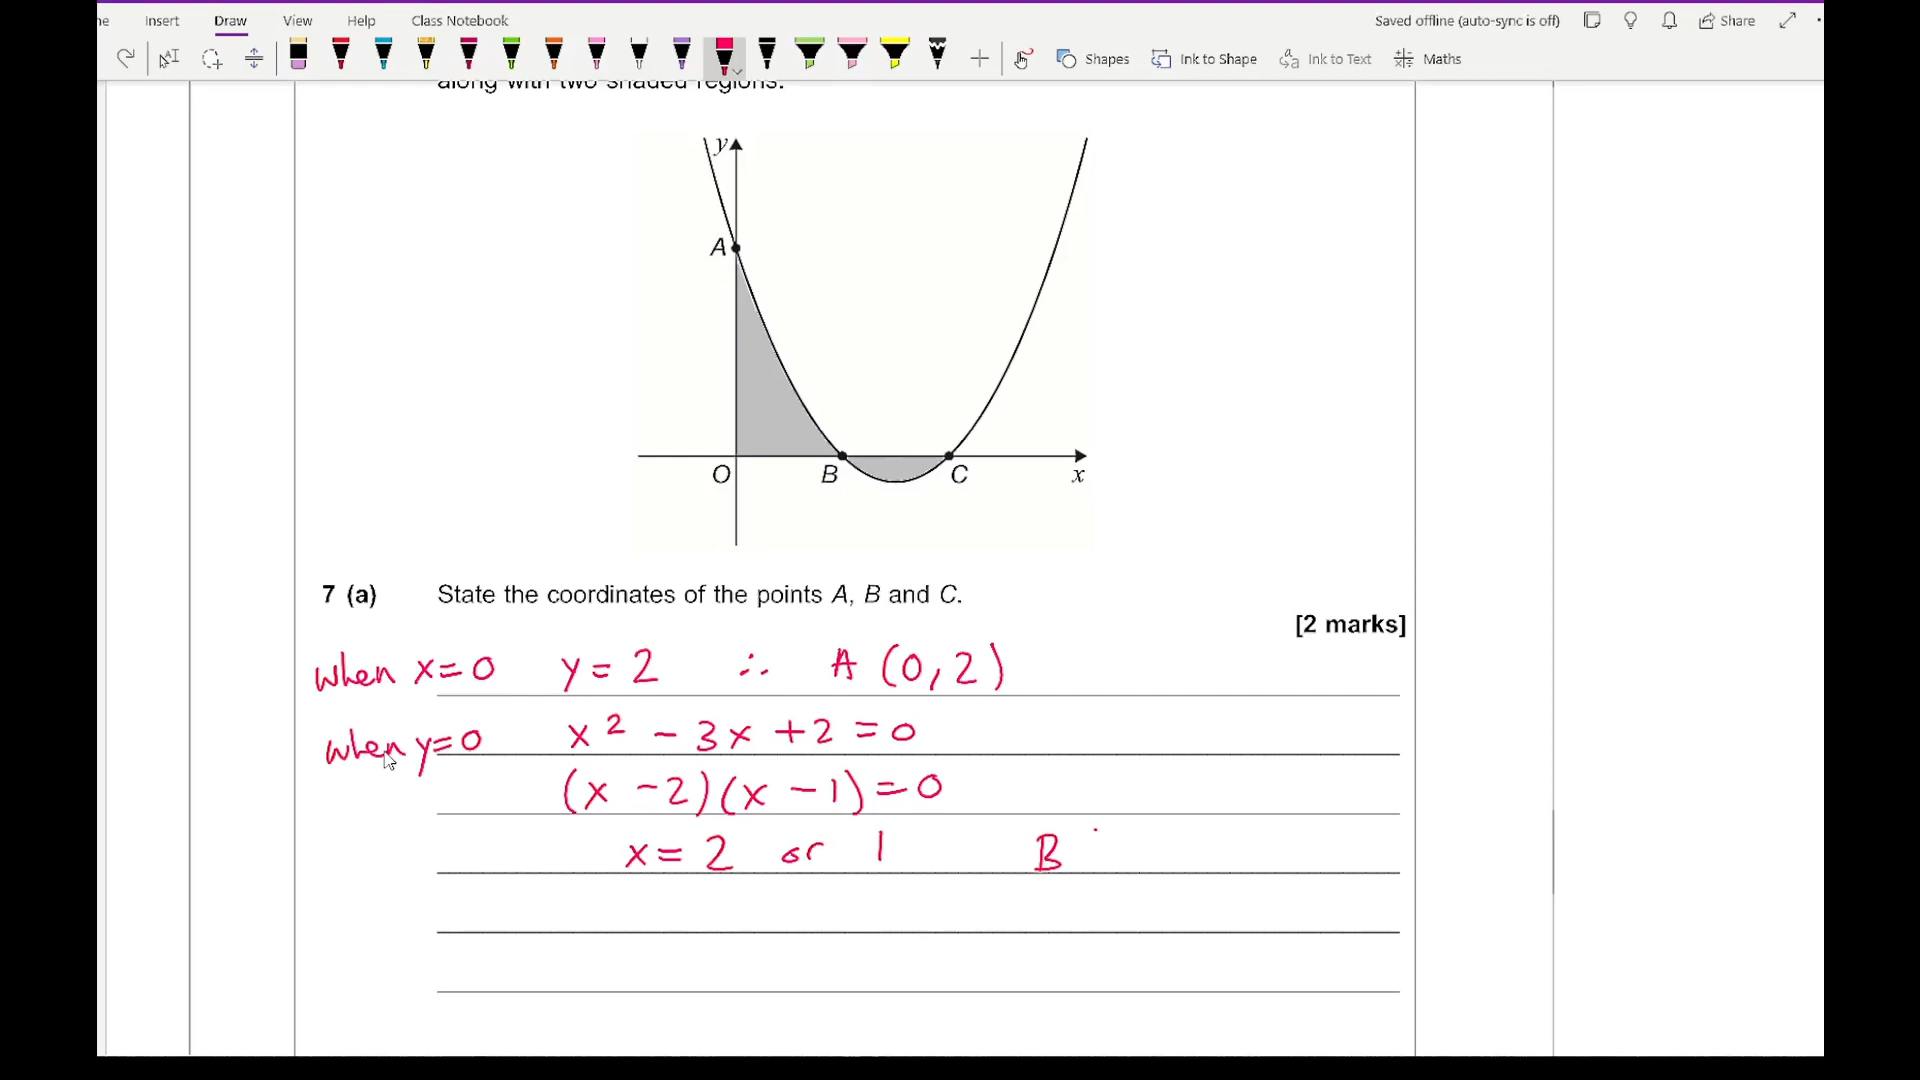 Insert Draw View Help Class Notebook Saved offline (auto-sync is off) Share
Shapes Ink to Shape Ink to Text Maths
along with two shaded regions.
y
A
O B C x
7 (a) State the coordinates of the points A, B and C.
[2 marks]
when x=0 y = 2 ∴ A (0,2)
when y=0 x² - 3x + 2 = 0
(x - 2)(x - 1) = 0
x = 2 or 1 B